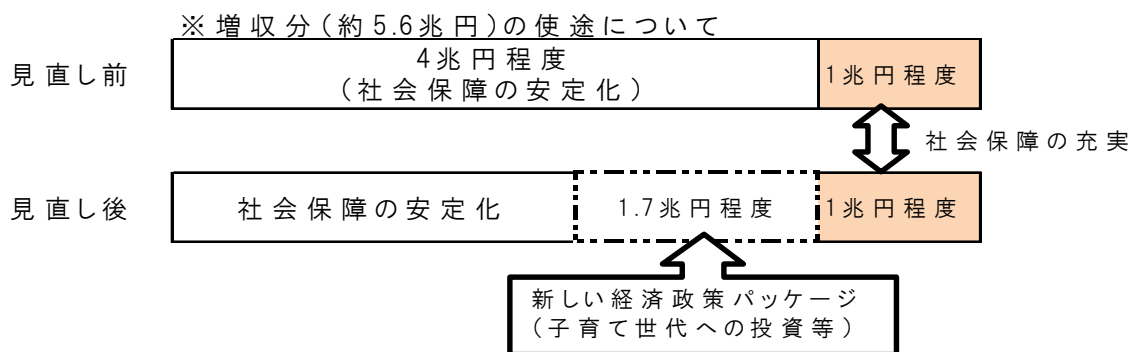 ※増収分(約5.6兆円)の使途について
見直し前
4兆円程度
(社会保障の安定化)
1兆円程度
社会保障の充実
見直し後
社会保障の安定化
1.7兆円程度
1兆円程度
新しい経済政策パッケージ
(子育て世代への投資等)